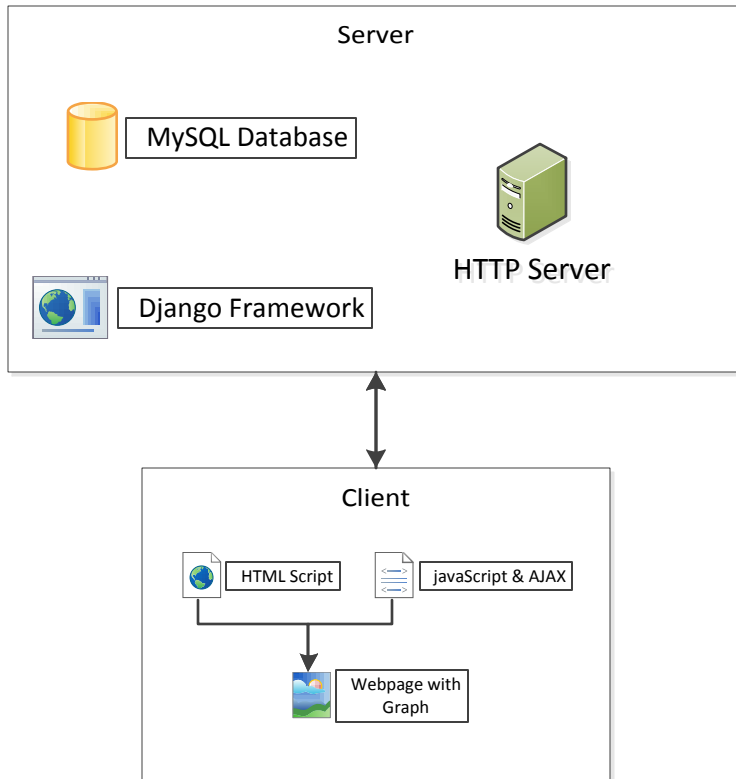 Server
MySQL Database
HTTP Server
Django Framework
Client
HTML Script
javaScript & AJAX
Webpage with
Graph